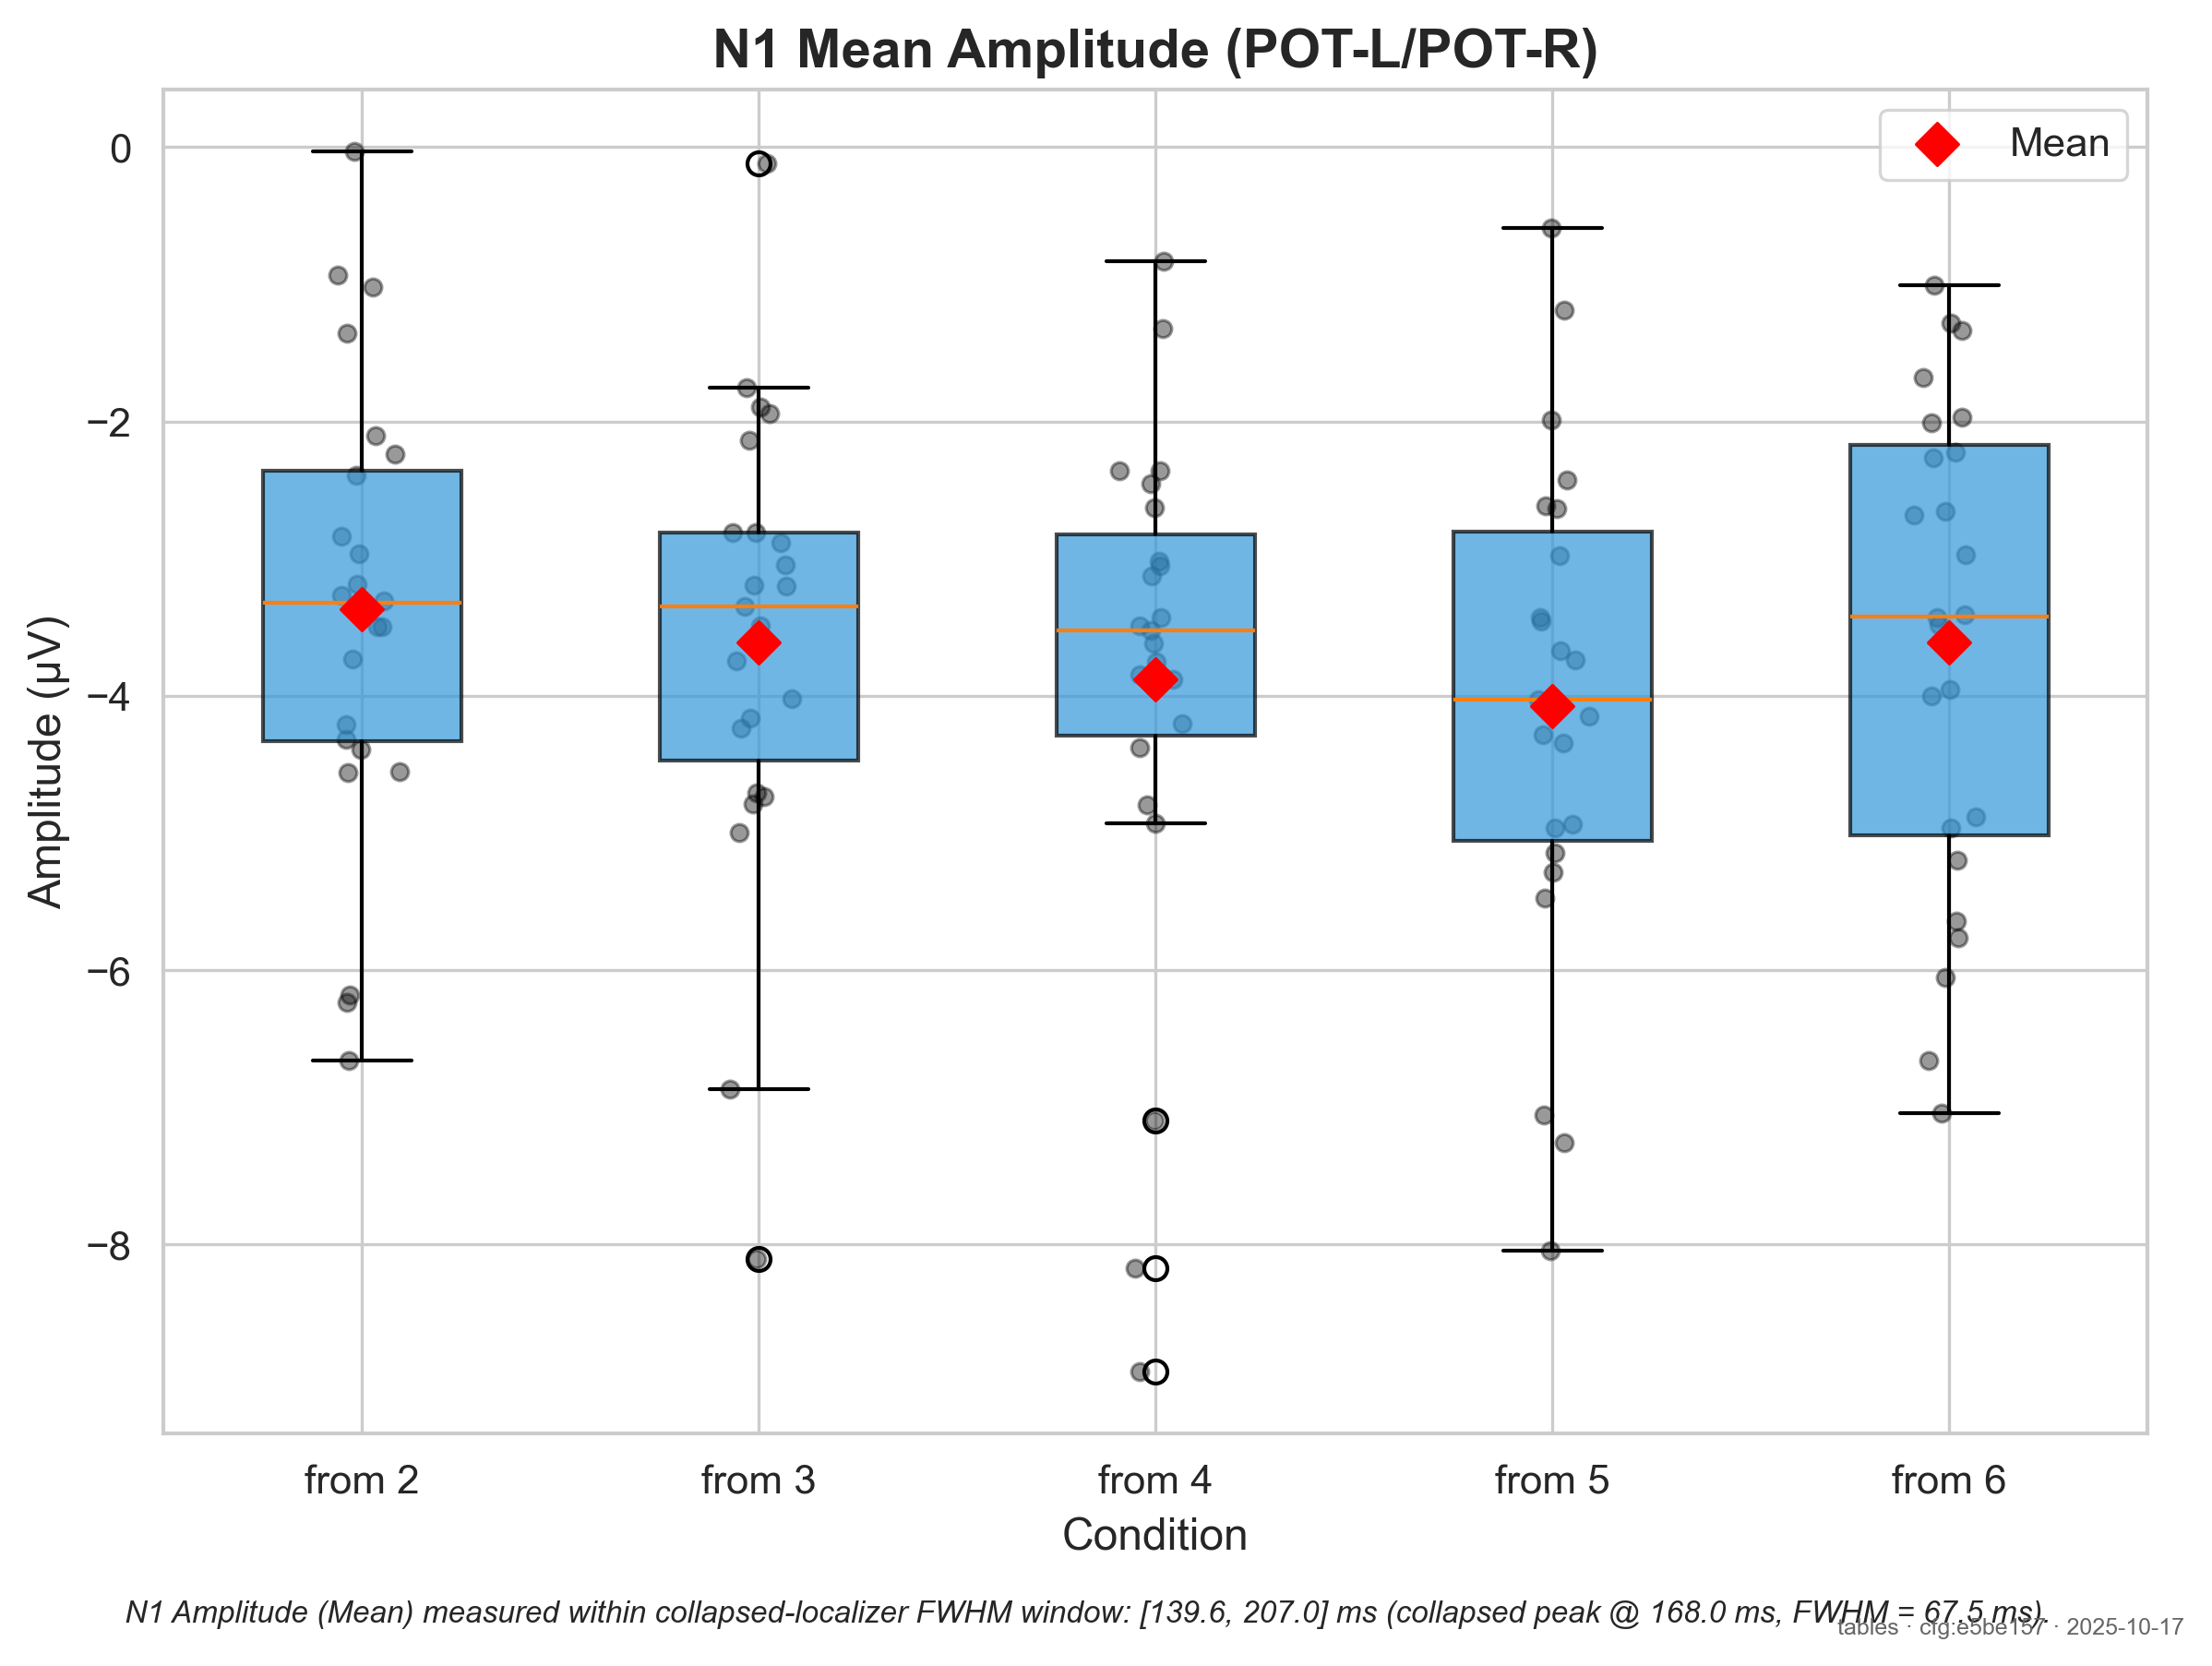 N1 Mean Amplitude (POT-L/POT-R)
Mean
0
−2
−4
−6
−8
Amplitude (µV)
from 2 from 3 from 4 from 5 from 6
Condition
N1 Amplitude (Mean) measured within collapsed-localizer FWHM window: [139.6, 207.0] ms (collapsed peak @ 168.0 ms, FWHM = 67.5 ms).
tables · cfg:e5be157 · 2025-10-17